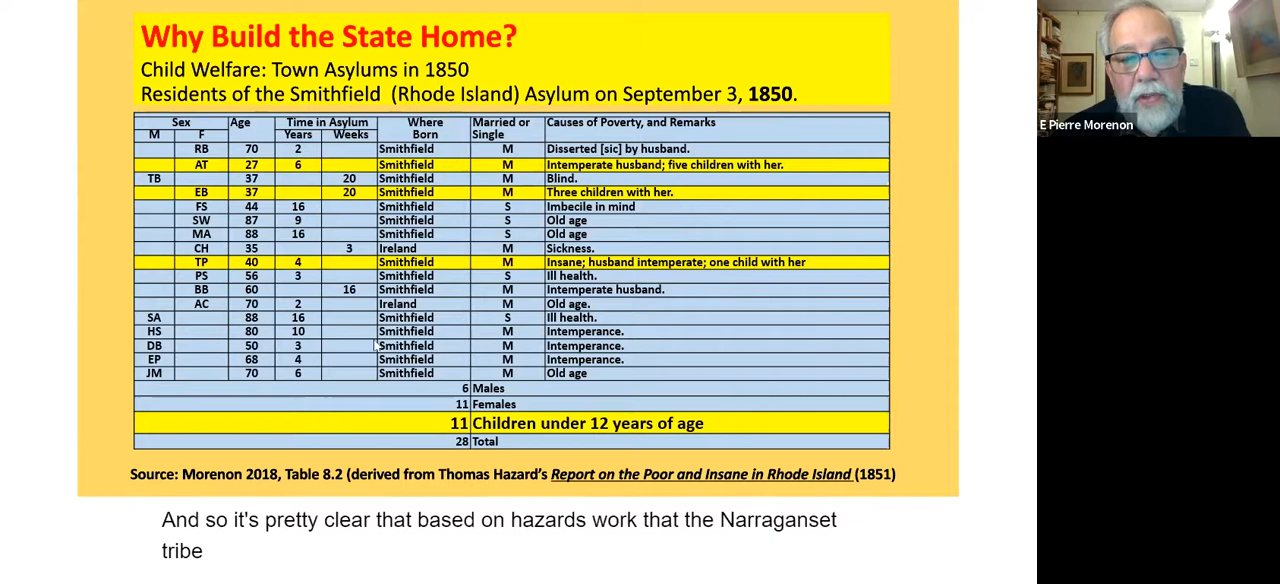 Why Build the State Home?
Child Welfare: Town Asylums in 1850
Residents of the Smithfield (Rhode Island) Asylum on September 3, 1850.
Sex Age Time in Asylum Where Married or Causes of Poverty, and Remarks
M F Years Weeks Born Single
RB 70 2 Smithfield M Disserted [sic] by husband.
AT 27 6 Smithfield M Intemperate husband; five children with her.
TB 37 20 Smithfield M Blind.
EB 37 20 Smithfield M Three children with her.
FS 44 16 Smithfield S Imbecile in mind
SW 87 9 Smithfield S Old age
MA 88 16 Smithfield S Old age
CH 35 3 Ireland M Sickness.
TP 40 4 Smithfield M Insane; husband intemperate; one child with her
PS 56 3 Smithfield S Ill health.
BB 60 16 Smithfield M Intemperate husband.
AC 70 2 Ireland M Old age.
SA 88 16 Smithfield S Ill health.
HS 80 10 Smithfield M Intemperance.
DB 50 3 Smithfield M Intemperance.
EP 68 4 Smithfield M Intemperance.
JM 70 6 Smithfield M Old age
6 Males
11 Females
11 Children under 12 years of age
28 Total
Source: Morenon 2018, Table 8.2 (derived from Thomas Hazard's Report on the Poor and Insane in Rhode Island (1851)
And so it's pretty clear that based on hazards work that the Narraganset
tribe
E Pierre Morenon